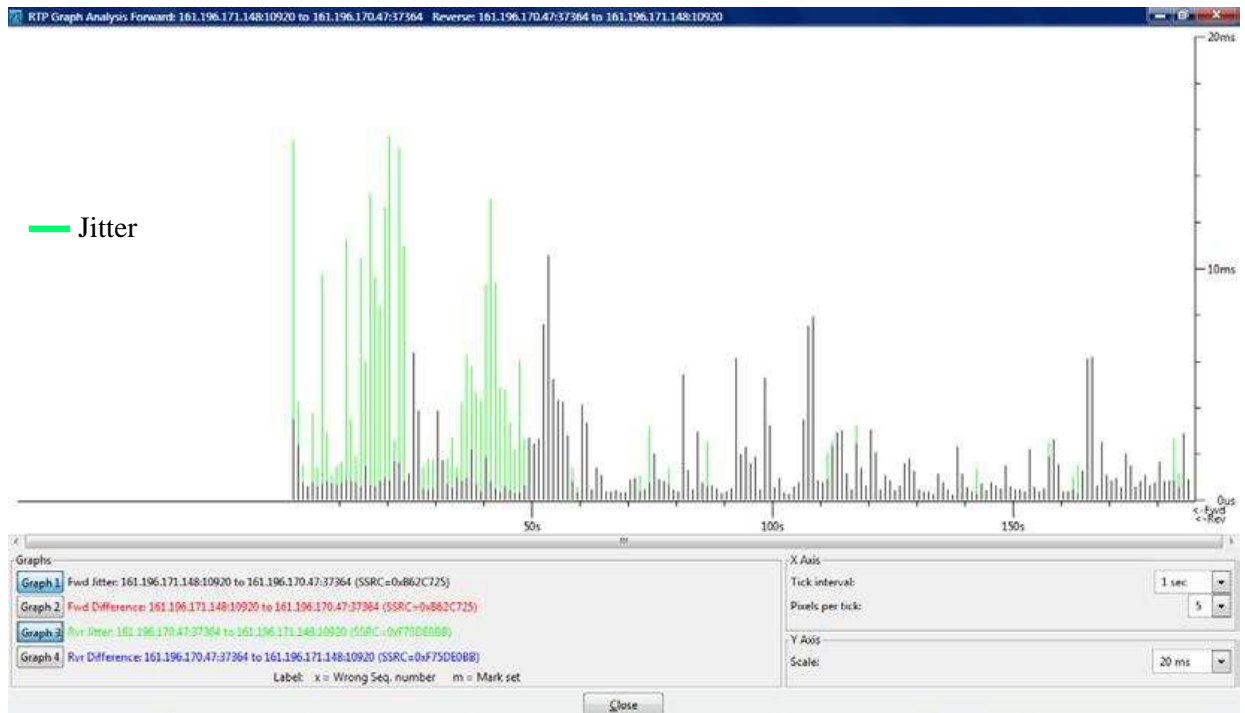 RTP Graph Analysis Forward: 161.196.171.148:10920 to 161.196.170.47:37364 Reverse: 161.196.170.47:37364 to 161.196.171.148:10920
20ms
Jitter
10ms
0us
50s 100s 150s
<-Fwd
<-Rev
Graphs
Graph 1 Fwd Jitter: 161.196.171.148:10920 to 161.196.170.47:37364 (SSRC=0xB62C725)
Graph 2 Fwd Difference: 161.196.171.148:10920 to 161.196.170.47:37364 (SSRC=0xB62C725)
Graph 3 Rvr Jitter: 161.196.170.47:37364 to 161.196.171.148:10920 (SSRC=0xF75DE0BB)
Graph 4 Rvr Difference: 161.196.170.47:37364 to 161.196.171.148:10920 (SSRC=0xF75DE0BB)
Label: x = Wrong Seq. number m = Mark set
X Axis
Tick interval: 1 sec
Pixels per tick: 5
Y Axis
Scale: 20 ms
Close